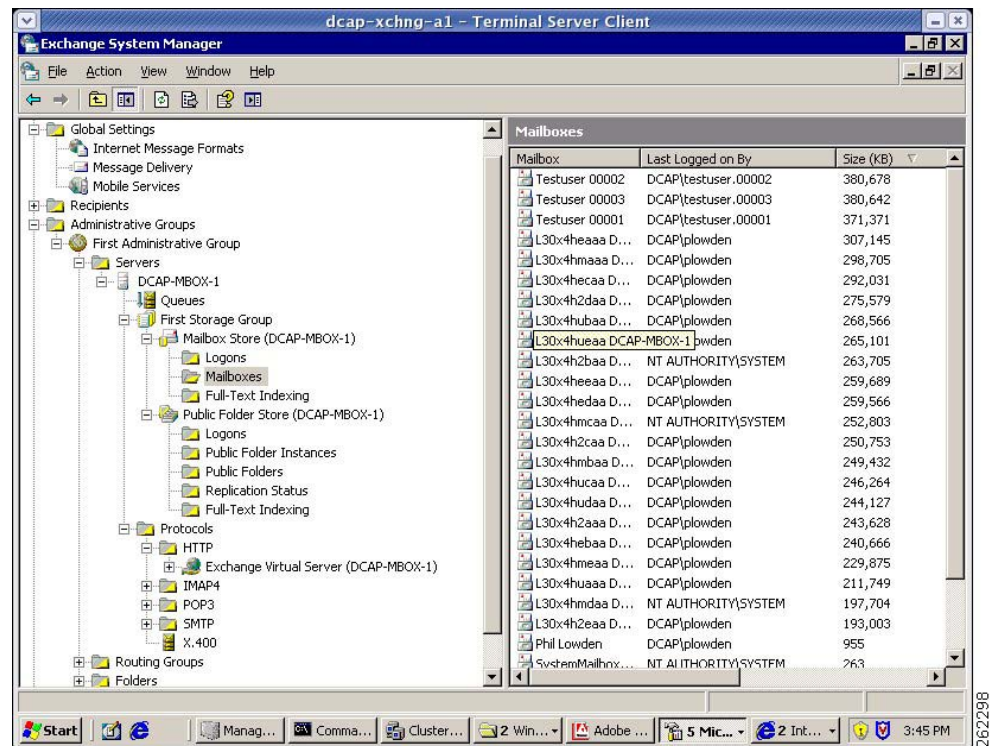 dcap-xchng-a1 - Terminal Server Client
Exchange System Manager
File Action View Window Help
Global Settings
Internet Message Formats
Message Delivery
Mobile Services
Recipients
Administrative Groups
First Administrative Group
Servers
DCAP-MBOX-1
Queues
First Storage Group
Mailbox Store (DCAP-MBOX-1)
Logons
Mailboxes
Full-Text Indexing
Public Folder Store (DCAP-MBOX-1)
Logons
Public Folder Instances
Public Folders
Replication Status
Full-Text Indexing
Protocols
HTTP
Exchange Virtual Server (DCAP-MBOX-1)
IMAP4
POP3
SMTP
X.400
Routing Groups
Folders
Mailboxes
Mailbox Last Logged on By Size (KB)
Testuser 00002 DCAP\testuser.00002 380,678
Testuser 00003 DCAP\testuser.00003 380,642
Testuser 00001 DCAP\testuser.00001 371,371
L30x4heaaa D... DCAP\plowden 307,145
L30x4hmaaa D... DCAP\plowden 298,705
L30x4hecaa D... DCAP\plowden 292,031
L30x4h2daa D... DCAP\plowden 275,579
L30x4hubaa D... DCAP\plowden 268,566
L30x4hueaa DCAP-MBOX-1 owden 265,101
L30x4h2baa D... NT AUTHORITY\SYSTEM 263,705
L30x4heeaa D... DCAP\plowden 259,689
L30x4hedaa D... DCAP\plowden 259,566
L30x4hmcaa D... NT AUTHORITY\SYSTEM 252,803
L30x4h2caa D... DCAP\plowden 250,753
L30x4hmbaa D... DCAP\plowden 249,432
L30x4hucaa D... DCAP\plowden 246,264
L30x4hudaa D... DCAP\plowden 244,127
L30x4h2aaa D... DCAP\plowden 243,628
L30x4hebaa D... DCAP\plowden 240,666
L30x4hmeaa D... DCAP\plowden 229,875
L30x4huaaa D... DCAP\plowden 211,749
L30x4hmdaa D... NT AUTHORITY\SYSTEM 197,704
L30x4h2eaa D... DCAP\plowden 193,003
Phil Lowden DCAP\plowden 955
SystemMailbox... NT AUTHORITY\SYSTEM 263
Start Manag... Comma... Cluster... 2 Win... Adobe ... 5 Mic... 2 Int... 3:45 PM
262298